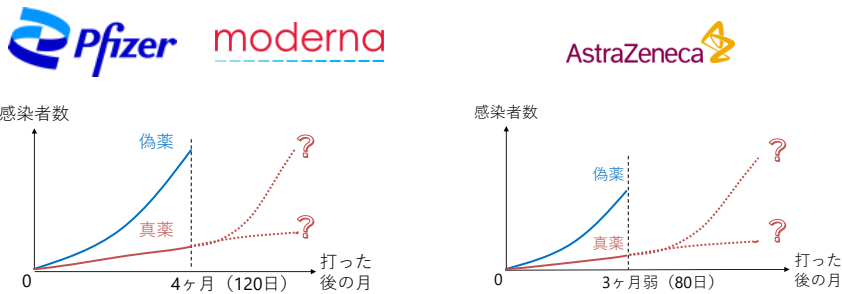 Pfizer
moderna
AstraZeneca
感染者数
偽薬
?
真薬
?
0
4ヶ月（120日）
打った
後の月
感染者数
偽薬
?
真薬
?
0
3ヶ月弱（80日）
打った
後の月